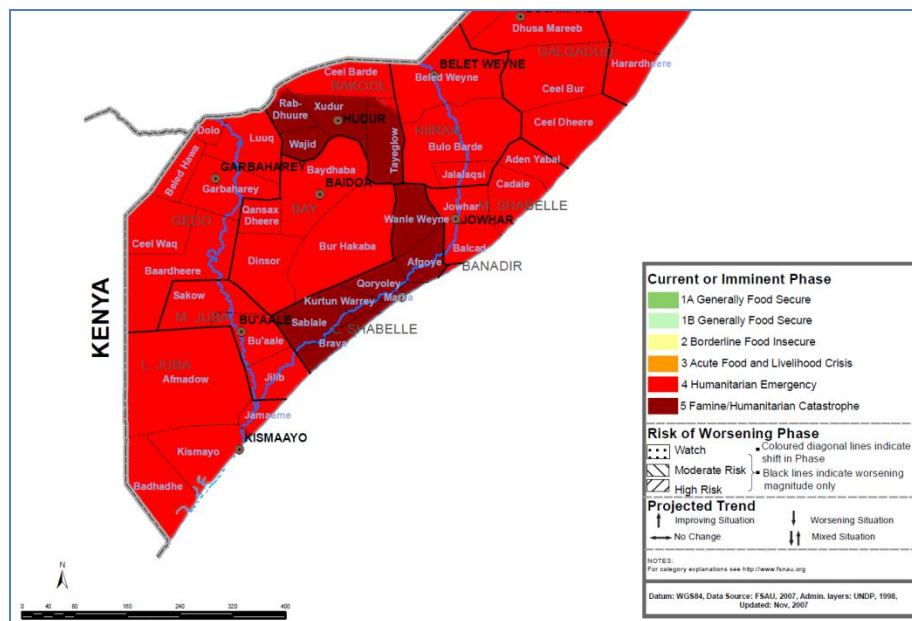 Dhusa Mareeb
GALGADUD
Harardheere
BELET WEYNE
Beled Weyne
Ceel Barde
BAKOOL
Ceel Bur
Rab-
Dhuure
Xudur
HUDUR
Ceel Dheere
Dolo
Luuq
Wajid
Tayeglow
HIIRAN
Bulo Barde
Beled Hawa
GARBAHAREY
Garbaharey
Baydhaba
BAIDOA
Jalalaqsi
Aden Yabal
Cadale
GEDO
Qansax
Dheere
BAY
Jowhar
M. SHABELLE
Wanle Weyne
JOWHAR
Ceel Waq
Bur Hakaba
Balcad
Baardheere
Dinsor
Afgoye
BANADIR
KENYA
Sakow
Qoryoley
Kurtun Warrey
Marka
M. JUBA
BU'AALE
Sablale
L. SHABELLE
Bu'aale
Brava
L. JUBA
Afmadow
Jilib
Jamaame
KISMAAYO
Kismayo
Badhadhe
N
0 40 80 160 240 320 400
Current or Imminent Phase
1A Generally Food Secure
1B Generally Food Secure
2 Borderline Food Insecure
3 Acute Food and Livelihood Crisis
4 Humanitarian Emergency
5 Famine/Humanitarian Catastrophe
Risk of Worsening Phase
Watch
Moderate Risk
High Risk
Coloured diagonal lines indicate
shift in Phase
Black lines indicate worsening
magnitude only
Projected Trend
Improving Situation
Worsening Situation
No Change
Mixed Situation
NOTES:
For category explanations see http://www.fsnau.org
Datum: WGS84, Data Source: FSAU, 2007, Admin. layers: UNDP, 1998,
Updated: Nov, 2007